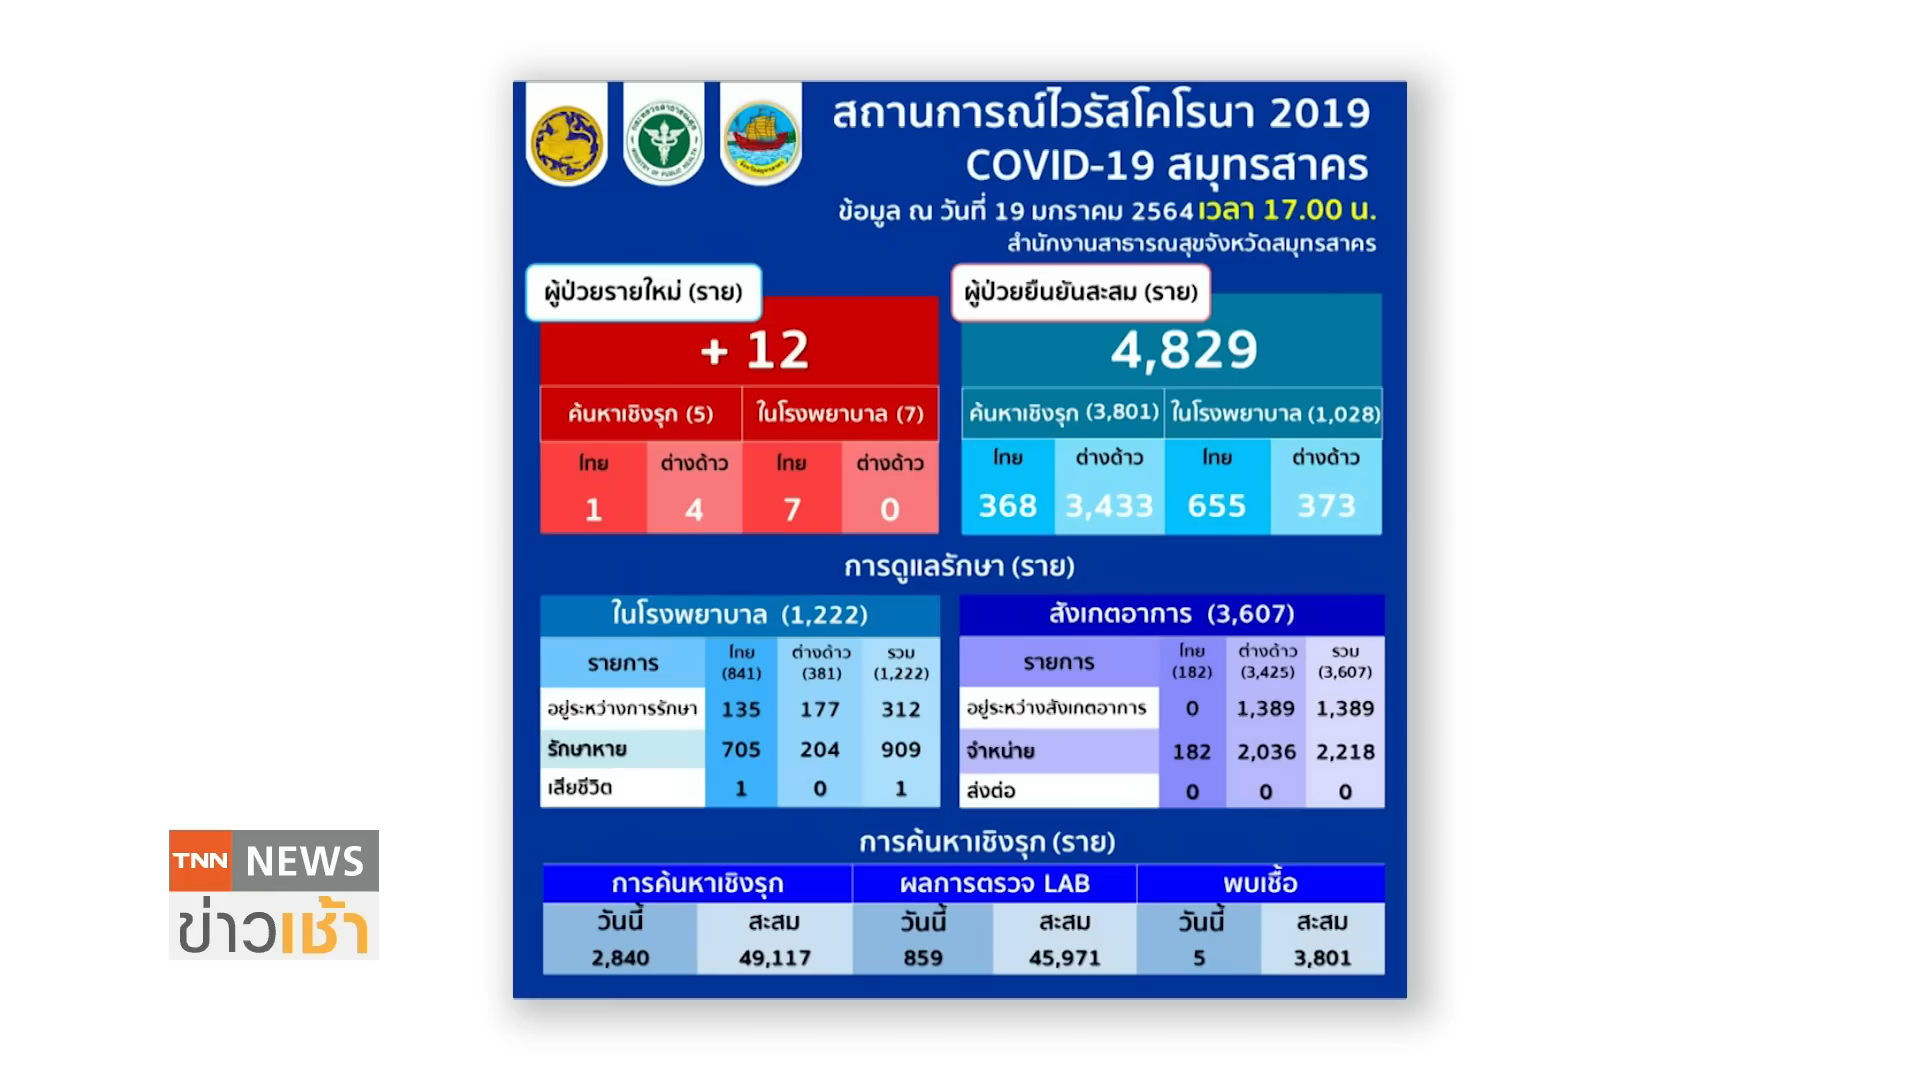 สถานการณ์ไวรัสโคโรนา 2019
COVID-19 สมุทรสาคร
ข้อมูล ณ วันที่ 19 มกราคม 2564 เวลา 17.00 น.
สำนักงานสาธารณสุขจังหวัดสมุทรสาคร
ผู้ป่วยรายใหม่ (ราย) ผู้ป่วยยืนยันสะสม (ราย)
+ 12 4,829
ค้นหาเชิงรุก (5) ในโรงพยาบาล (7) ค้นหาเชิงรุก (3,801) ในโรงพยาบาล (1,028)
ไทย ต่างด้าว ไทย ต่างด้าว ไทย ต่างด้าว ไทย ต่างด้าว
1 4 7 0 368 3,433 655 373
การดูแลรักษา (ราย)
ในโรงพยาบาล (1,222)
รายการ ไทย (841) ต่างด้าว (381) รวม (1,222)
อยู่ระหว่างการรักษา 135 177 312
รักษาหาย 705 204 909
เสียชีวิต 1 0 1
สังเกตอาการ (3,607)
รายการ ไทย (182) ต่างด้าว (3,425) รวม (3,607)
อยู่ระหว่างสังเกตอาการ 0 1,389 1,389
จำหน่าย 182 2,036 2,218
ส่งต่อ 0 0 0
การค้นหาเชิงรุก (ราย)
การค้นหาเชิงรุก ผลการตรวจ LAB พบเชื้อ
วันนี้ สะสม วันนี้ สะสม วันนี้ สะสม
2,840 49,117 859 45,971 5 3,801
TNN NEWS
ข่าวเช้า